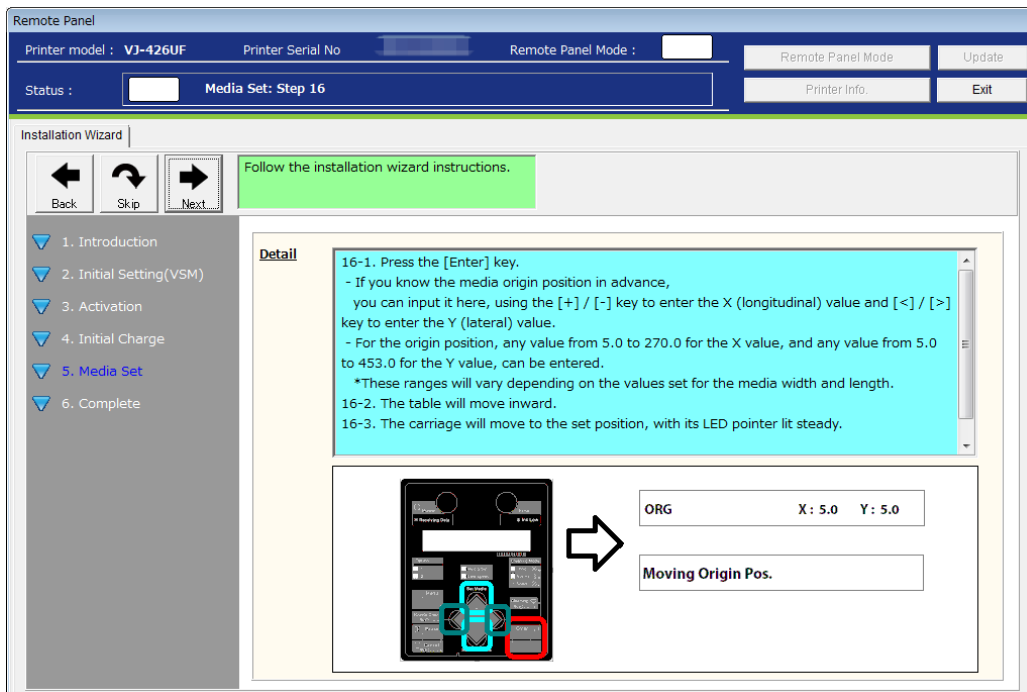 Remote Panel
Printer model : VJ-426UF Printer Serial No Remote Panel Mode :
Remote Panel Mode Update
Status : Media Set: Step 16
Printer Info. Exit
Installation Wizard
Back Skip Next
Follow the installation wizard instructions.
1. Introduction
2. Initial Setting(VSM)
3. Activation
4. Initial Charge
5. Media Set
6. Complete
Detail
16-1. Press the [Enter] key.
- If you know the media origin position in advance,
you can input it here, using the [+] / [-] key to enter the X (longitudinal) value and [<] / [>]
key to enter the Y (lateral) value.
- For the origin position, any value from 5.0 to 270.0 for the X value, and any value from 5.0
to 453.0 for the Y value, can be entered.
*These ranges will vary depending on the values set for the media width and length.
16-2. The table will move inward.
16-3. The carriage will move to the set position, with its LED pointer lit steady.
ORG X : 5.0 Y : 5.0
Moving Origin Pos.